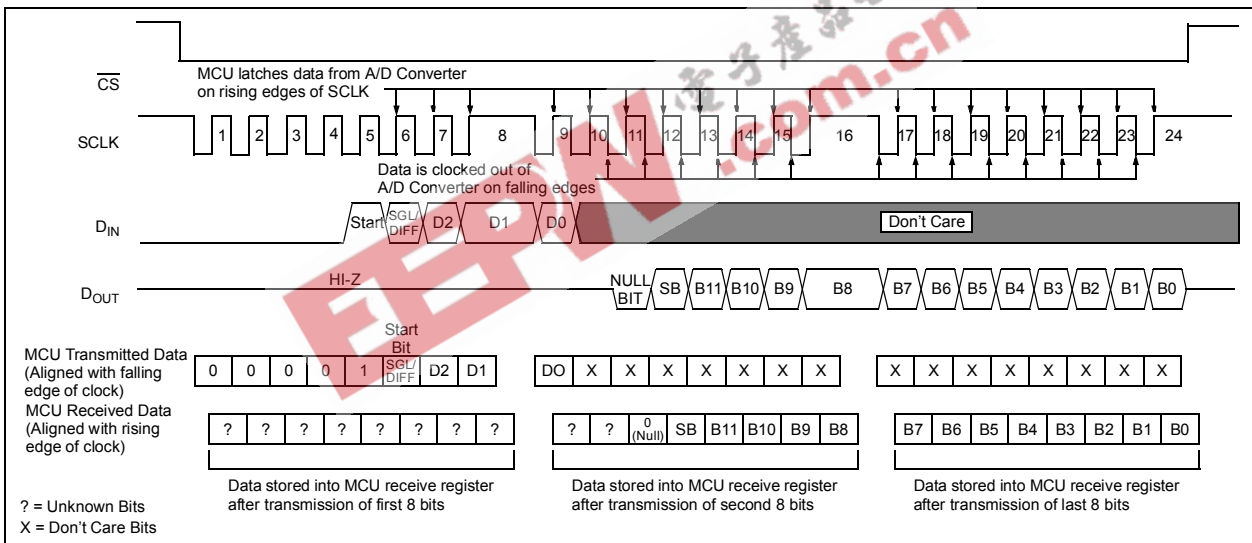 CS
MCU latches data from A/D Converter
on rising edges of SCLK
SCLK
1 2 3 4 5 6 7 8 9 10 11 12 13 14 15 16 17 18 19 20 21 22 23 24
Data is clocked out of
A/D Converter on falling edges
DIN
Start SGL/DIFF D2 D1 D0 Don't Care
DOUT
HI-Z
NULL BIT SB B11 B10 B9 B8 B7 B6 B5 B4 B3 B2 B1 B0
Start
Bit
MCU Transmitted Data
(Aligned with falling
edge of clock)
0 0 0 0 1 SGL/DIFF D2 D1 DO X X X X X X X X X X X X X X X
MCU Received Data
(Aligned with rising
edge of clock)
? ? ? ? ? ? ? ? ? ? 0 (Null) SB B11 B10 B9 B8 B7 B6 B5 B4 B3 B2 B1 B0
Data stored into MCU receive register
after transmission of first 8 bits
Data stored into MCU receive register
after transmission of second 8 bits
Data stored into MCU receive register
after transmission of last 8 bits
? = Unknown Bits
X = Don't Care Bits
EEPW.com.cn
電子產品